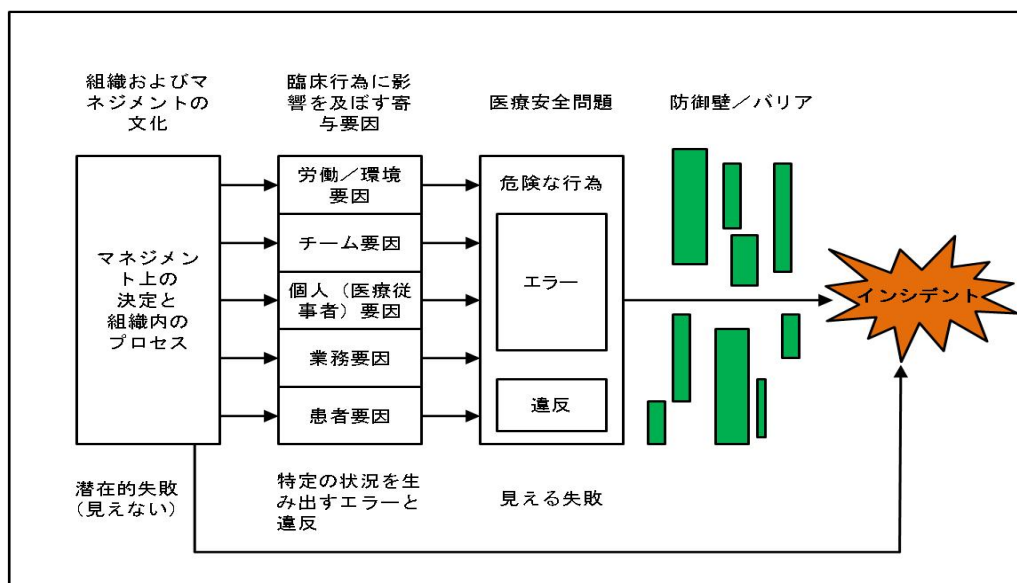 組織およびマ
ネジメントの
文化
臨床行為に影
響を及ぼす寄
与要因
医療安全問題
防御壁／バリア
マネジメン
ト上の
決定と
組織内の
プロセス
労働／環境
要因
チーム要因
個人（医療従
事者）要因
業務要因
患者要因
危険な行為
エラー
違反
インシデント
潜在的失敗
（見えない）
特定の状況を生
み出すエラーと
違反
見える失敗